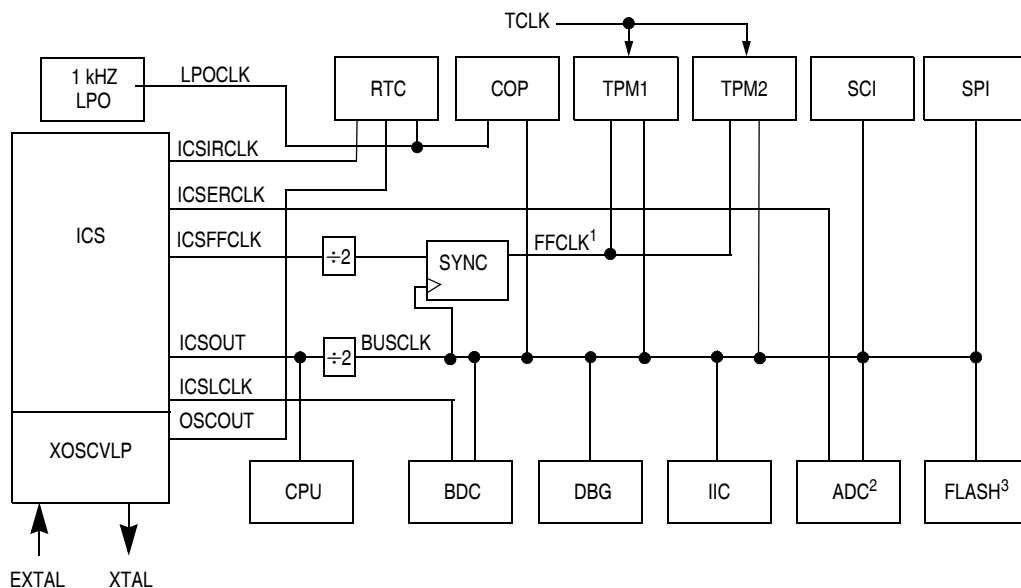 TCLK
1 kHZ
LPO
LPOCLK
RTC
COP
TPM1
TPM2
SCI
SPI
ICSIRCLK
ICSERCLK
ICS
ICSFFCLK
÷2
SYNC
FFCLK¹
ICSOUT
÷2
BUSCLK
ICSLCLK
OSCOUT
XOSCVLP
CPU
BDC
DBG
IIC
ADC²
FLASH³
EXTAL
XTAL